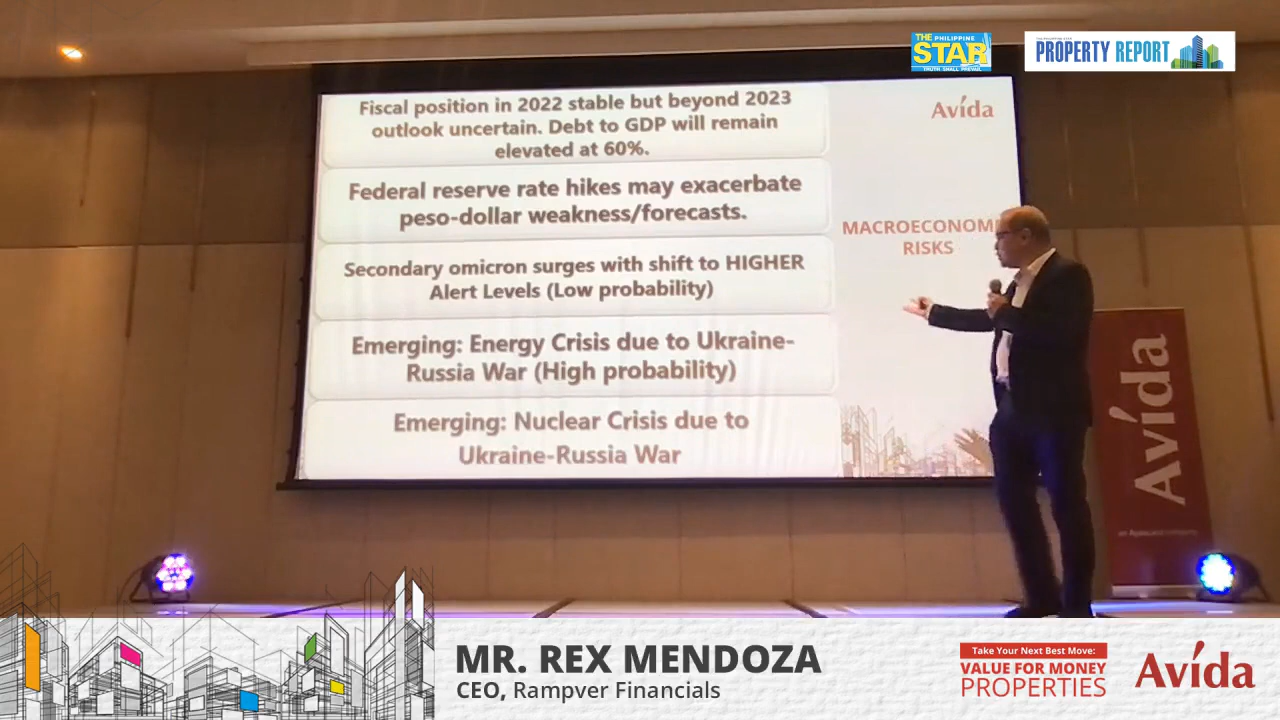 THE PHILIPPINE
STAR
TRUTH SHALL PREVAIL
PROPERTY REPORT
Fiscal position in 2022 stable but beyond 2023
outlook uncertain. Debt to GDP will remain
elevated at 60%.
Federal reserve rate hikes may exacerbate
peso-dollar weakness/forecasts.
Secondary omicron surges with shift to HIGHER
Alert Levels (Low probability)
Emerging: Energy Crisis due to Ukraine-
Russia War (High probability)
Emerging: Nuclear Crisis due to
Ukraine-Russia War
Avida
MACROECONOMI
RISKS
Avida
MR. REX MENDOZA
CEO, Rampver Financials
Take Your Next Best Move:
VALUE FOR MONEY
PROPERTIES
Avida